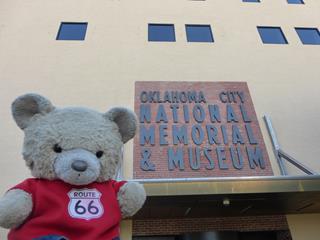 OKLAHOMA CITY
NATIONAL
MEMORIAL
& MUSEUM
ROUTE
66